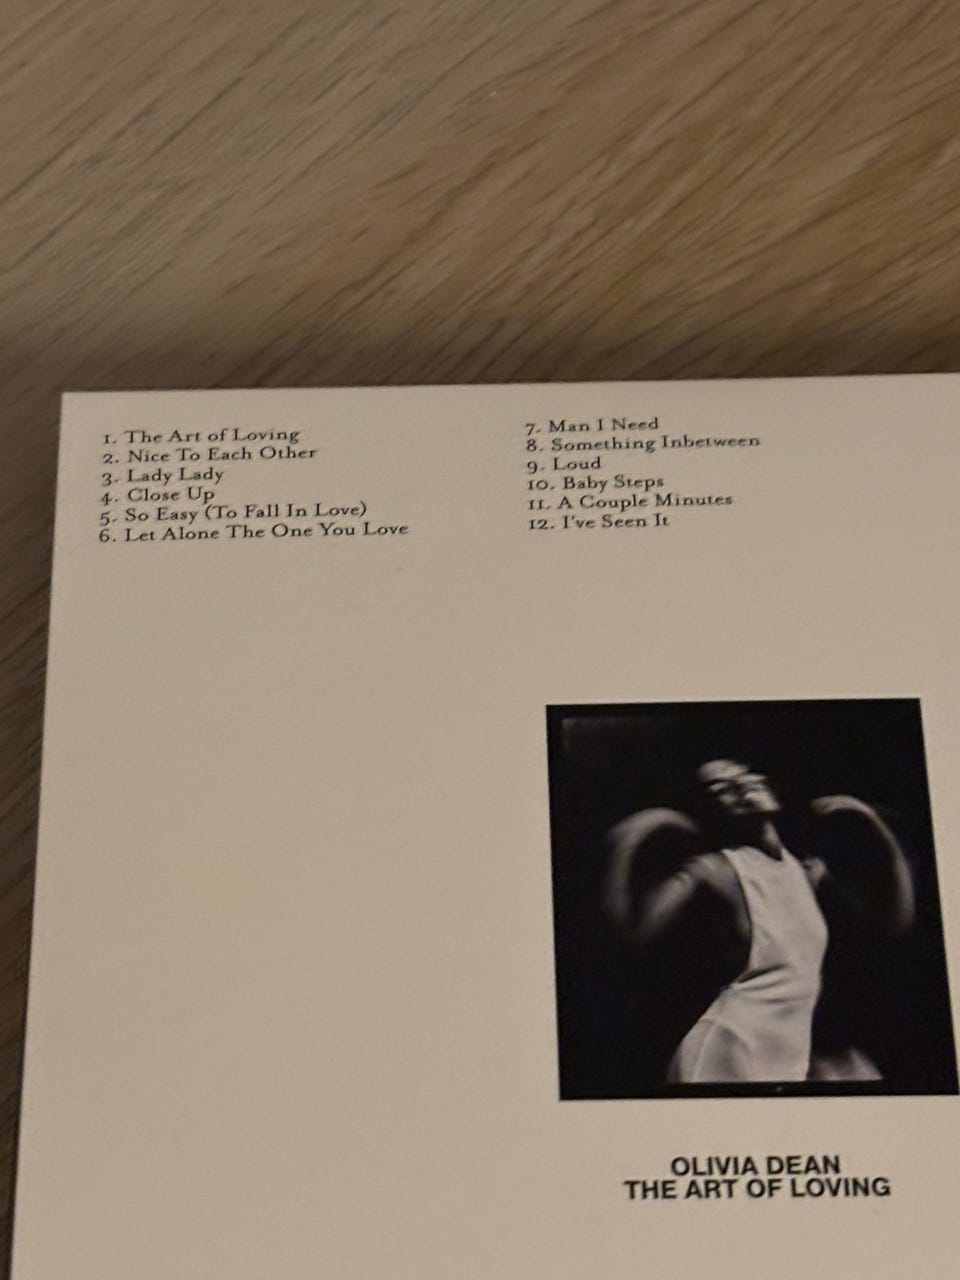 1. The Art of Loving
2. Nice To Each Other
3. Lady Lady
4. Close Up
5. So Easy (To Fall In Love)
6. Let Alone The One You Love
7. Man I Need
8. Something Inbetween
9. Loud
10. Baby Steps
11. A Couple Minutes
12. I've Seen It
OLIVIA DEAN
THE ART OF LOVING